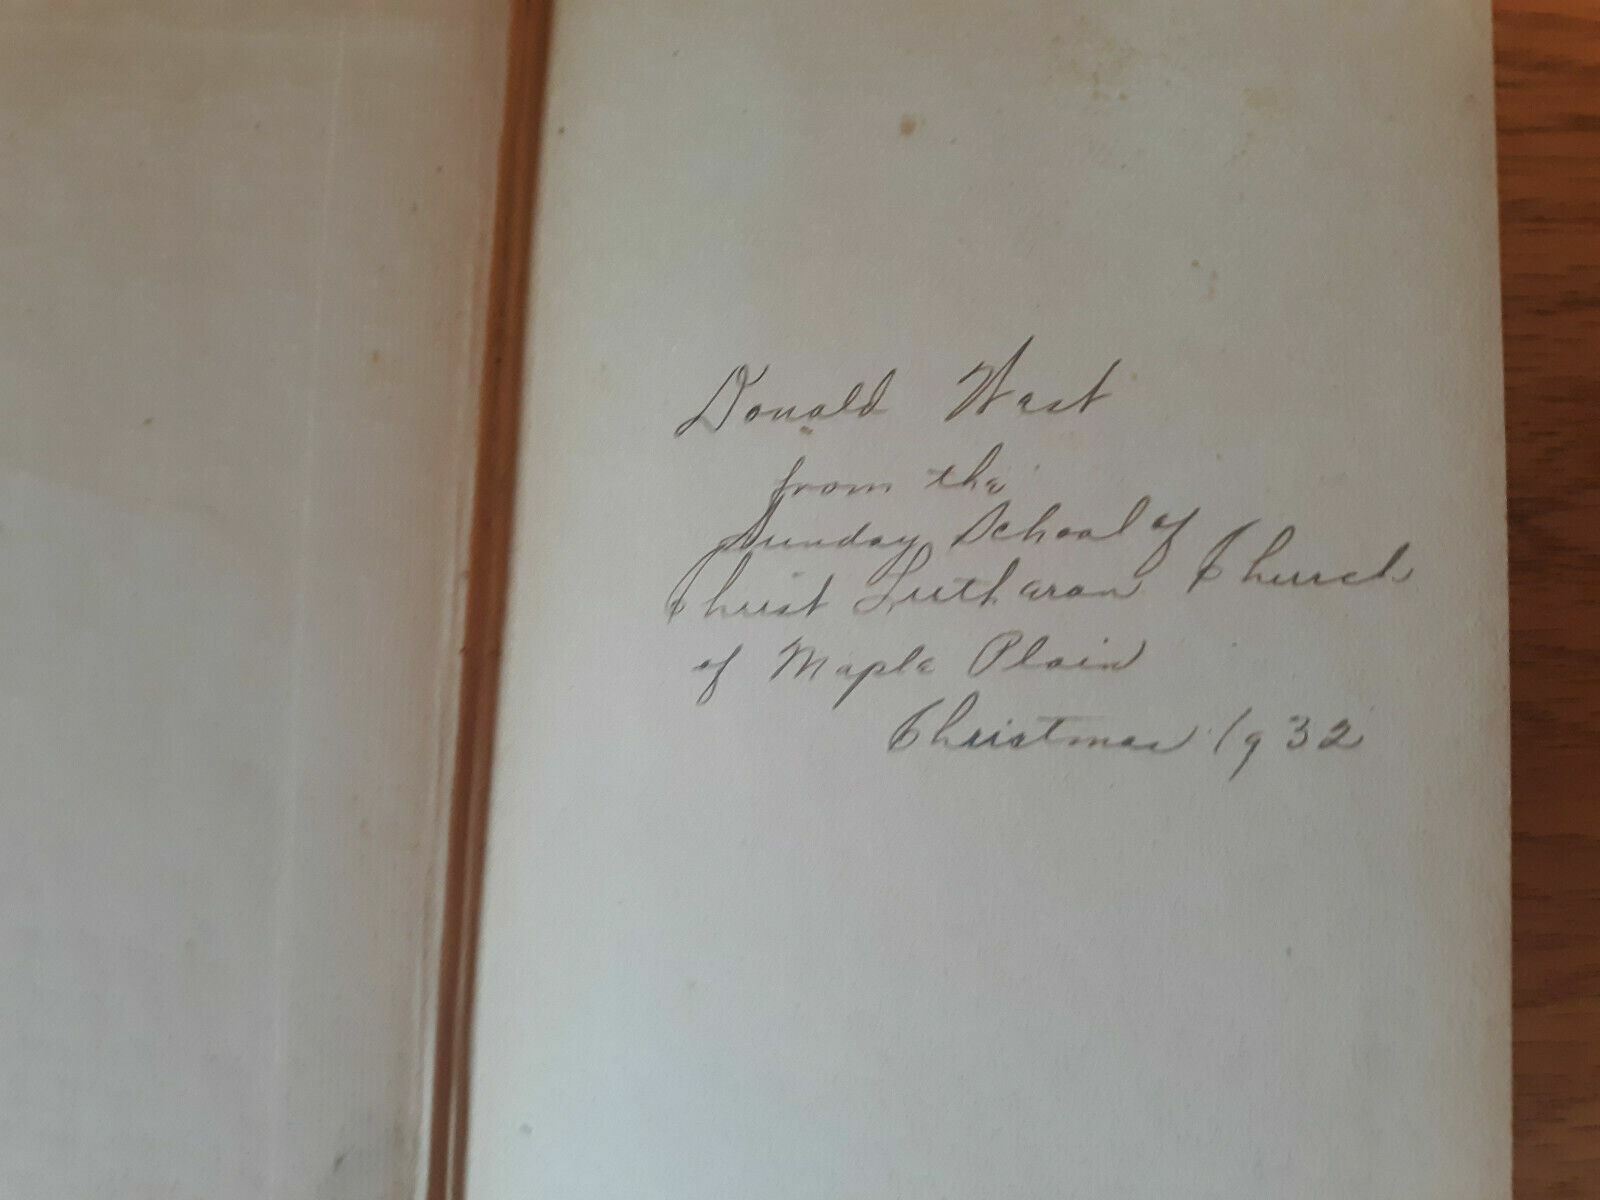 Donald West
from the
Sunday School of
Christ Lutheran Church
of Maple Plain
Christmas 1932